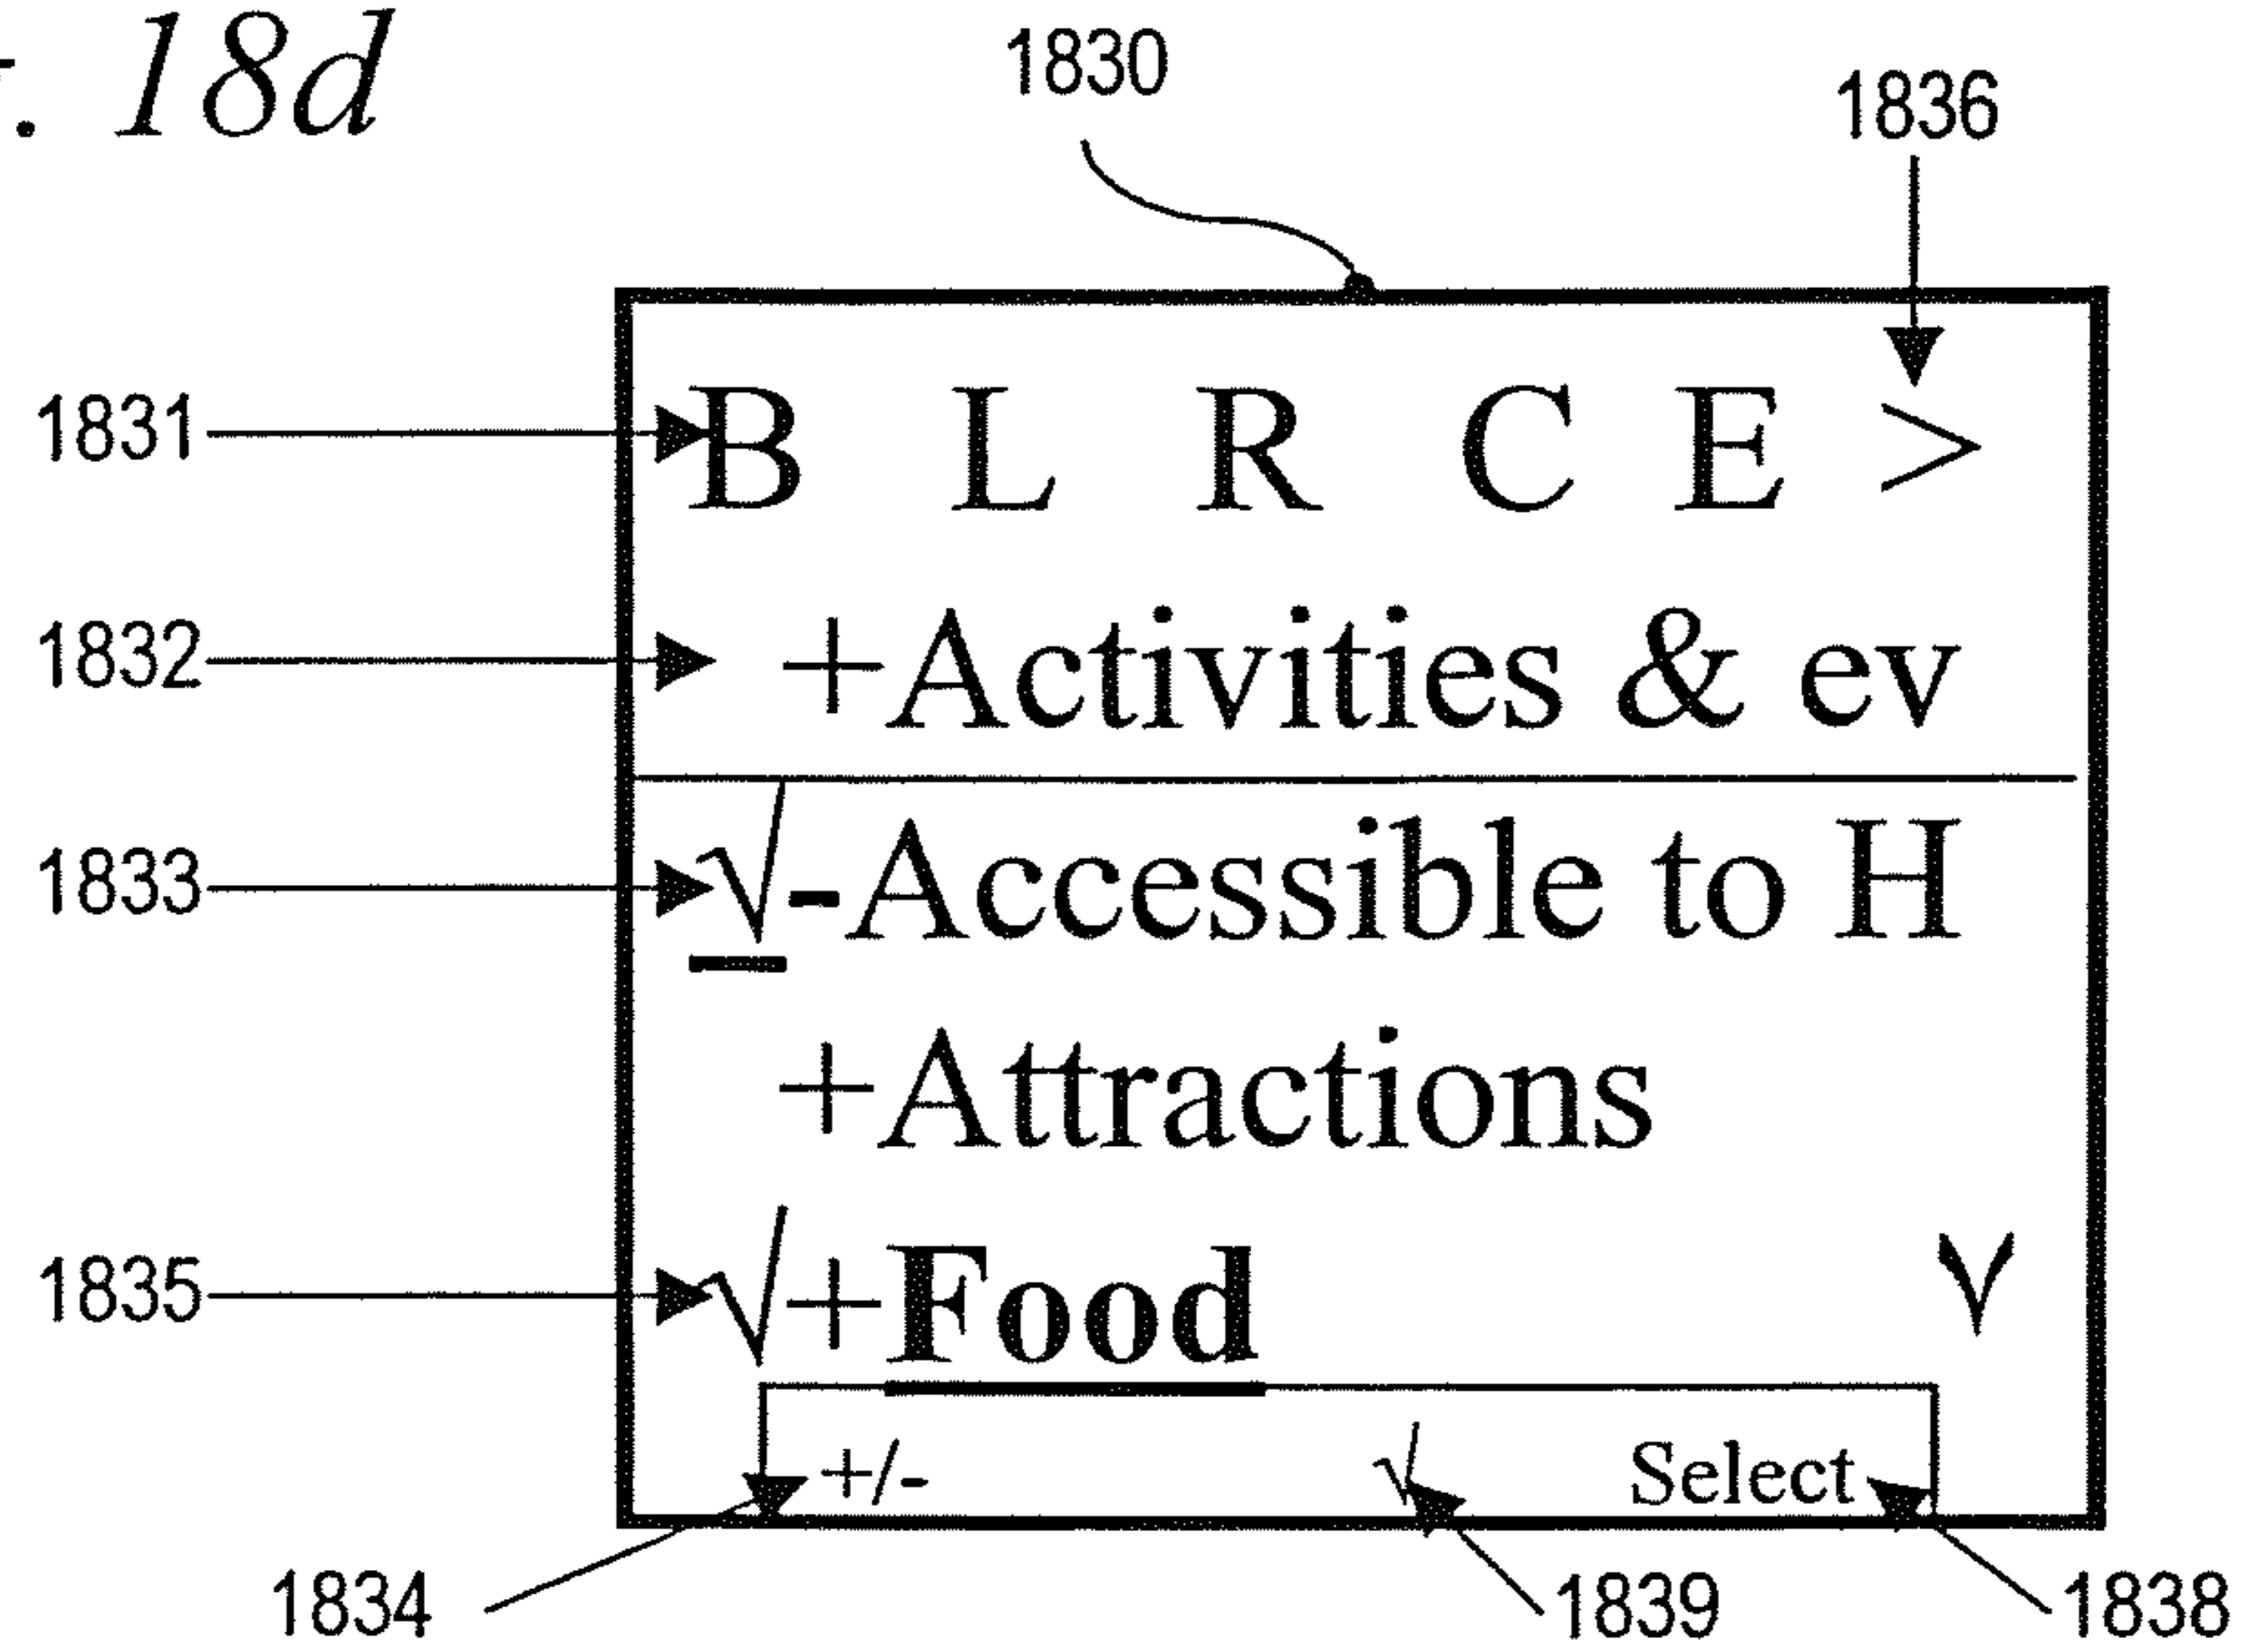 . 18d
1830
1836
1831
B L R C E >
1832
+Activities & ev
1833
√-Accessible to H
+Attractions
1835
√+Food
+/- √ Select
1834
1839
1838